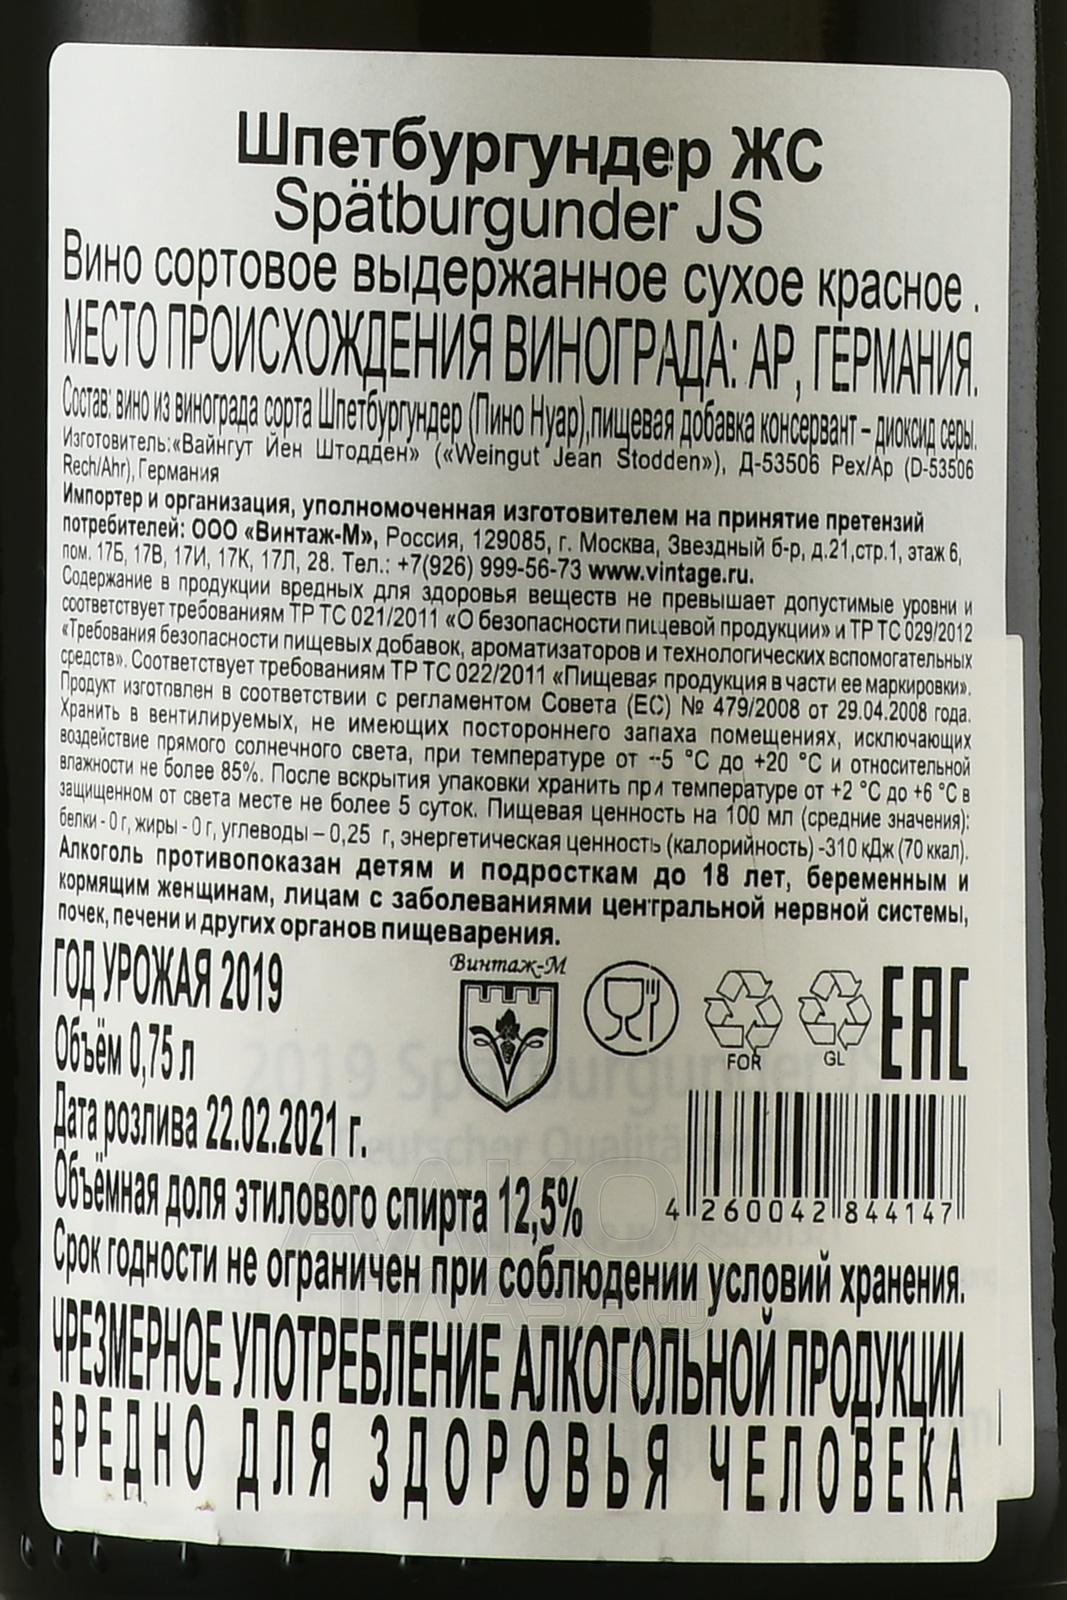 Шпетбургундер ЖС
Spätburgunder JS
Вино сортовое выдержанное сухое красное .
МЕСТО ПРОИСХОЖДЕНИЯ ВИНОГРАДА: АР, ГЕРМАНИЯ.
Состав: вино из винограда сорта Шпетбургундер (Пино Нуар),пищевая добавка консервант – диоксид серы.
Изготовитель:«Вайнгут Йен Штодден» («Weingut Jean Stodden»), Д-53506 Рех/Ар (D-53506
Rech/Ahr), Германия
Импортер и организация, уполномоченная изготовителем на принятие претензий
потребителей: ООО «Винтаж-М», Россия, 129085, г. Москва, Звездный б-р, д.21,стр.1, этаж 6,
пом. 17Б, 17В, 17И, 17К, 17Л, 28. Тел.: +7(926) 999-56-73 www.vintage.ru.
Содержание в продукции вредных для здоровья веществ не превышает допустимые уровни и
соответствует требованиям ТР ТС 021/2011 «О безопасности пищевой продукции» и ТР ТС 029/2012
«Требования безопасности пищевых добавок, ароматизаторов и технологических вспомогательных
средств». Соответствует требованиям ТР ТС 022/2011 «Пищевая продукция в части ее маркировки».
Продукт изготовлен в соответствии с регламентом Совета (ЕС) № 479/2008 от 29.04.2008 года.
Хранить в вентилируемых, не имеющих постороннего запаха помещениях, исключающих
воздействие прямого солнечного света, при температуре от +5 °С до +20 °С и относительной
влажности не более 85%. После вскрытия упаковки хранить при температуре от +2 °С до +6 °С в
защищенном от света месте не более 5 суток. Пищевая ценность на 100 мл (средние значения):
белки - 0 г, жиры - 0 г, углеводы – 0,25 г, энергетическая ценность (калорийность) -310 кДж (70 ккал).
Алкоголь противопоказан детям и подросткам до 18 лет, беременным и
кормящим женщинам, лицам с заболеваниями центральной нервной системы,
почек, печени и других органов пищеварения.
ГОД УРОЖАЯ 2019
Винтаж-М
Объём 0,75 л
FOR
GL
EAC
Дата розлива 22.02.2021 г.
Объёмная доля этилового спирта 12,5%
4 260042 844147
Срок годности не ограничен при соблюдении условий хранения.
ЧРЕЗМЕРНОЕ УПОТРЕБЛЕНИЕ АЛКОГОЛЬНОЙ ПРОДУКЦИИ
ВРЕДНО ДЛЯ ЗДОРОВЬЯ ЧЕЛОВЕКА
2019 Spätburgunder JS
Deutscher
АЛКО
ПЛАЗА.ru